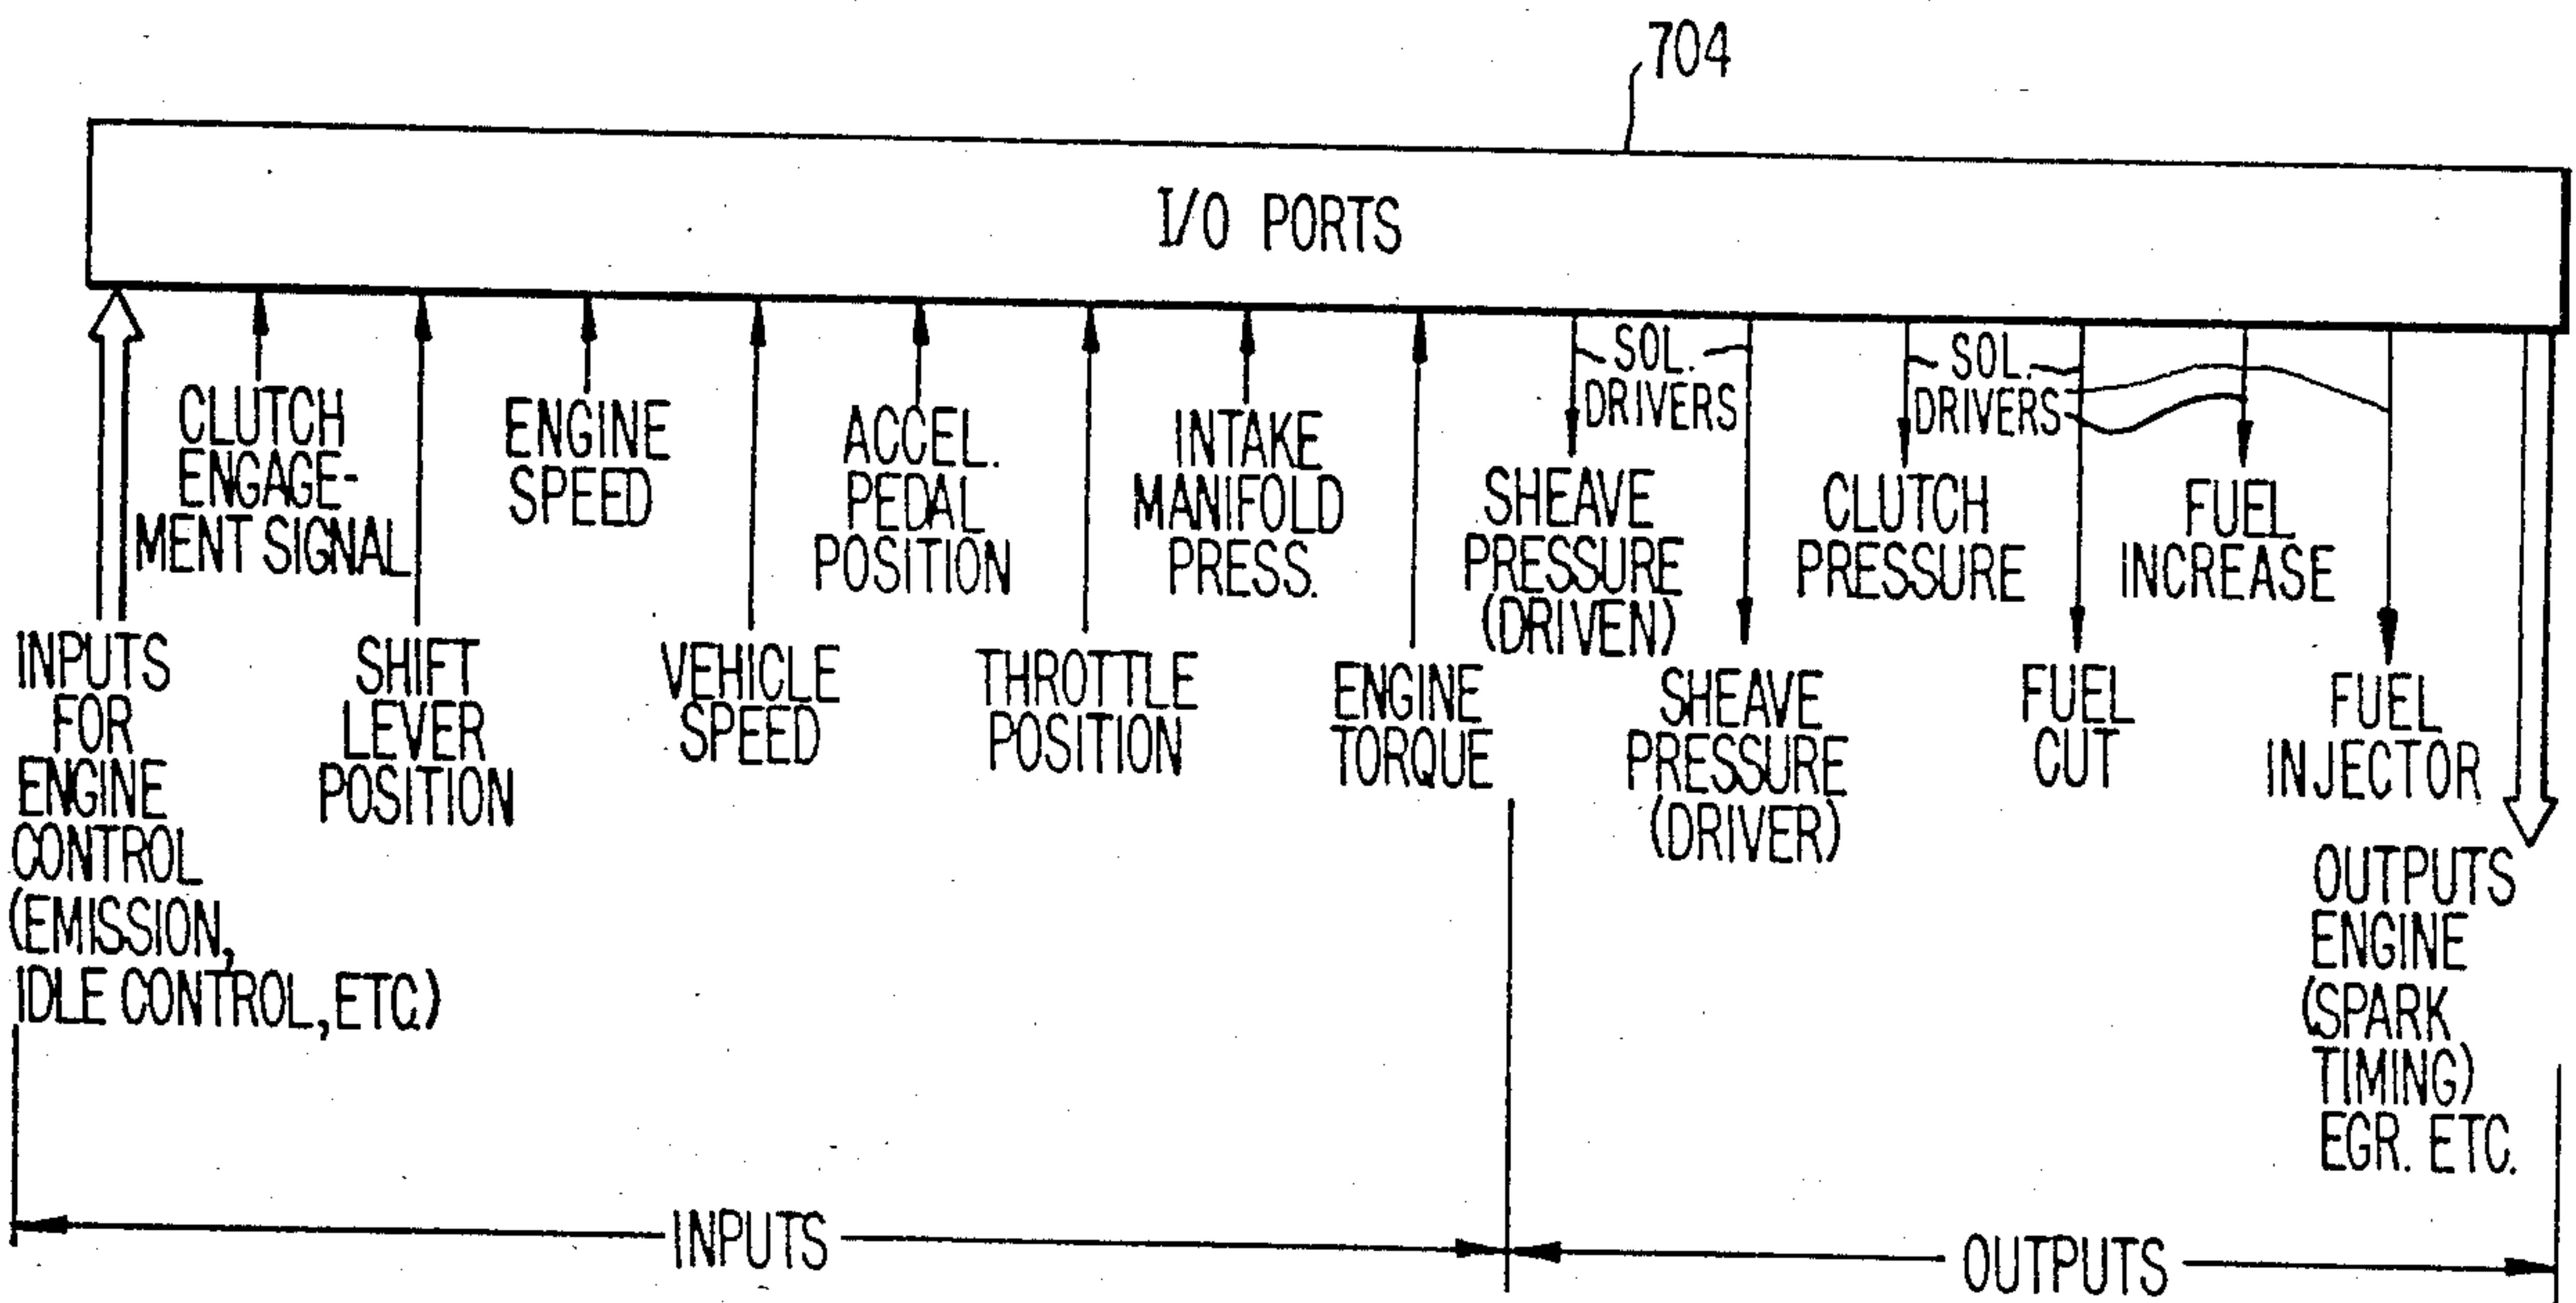 704
I/O PORTS
SOL.
DRIVERS
SOL.
DRIVERS
CLUTCH
ENGAGE-
MENT SIGNAL
ENGINE
SPEED
ACCEL.
PEDAL
POSITION
INTAKE
MANIFOLD
PRESS.
SHEAVE
PRESSURE
(DRIVEN)
CLUTCH
PRESSURE
FUEL
INCREASE
INPUTS
FOR
ENGINE
CONTROL
(EMISSION,
IDLE CONTROL, ETC.)
SHIFT
LEVER
POSITION
VEHICLE
SPEED
THROTTLE
POSITION
ENGINE
TORQUE
SHEAVE
PRESSURE
(DRIVER)
FUEL
CUT
FUEL
INJECTOR
OUTPUTS
ENGINE
(SPARK
TIMING)
EGR. ETC.
INPUTS
OUTPUTS